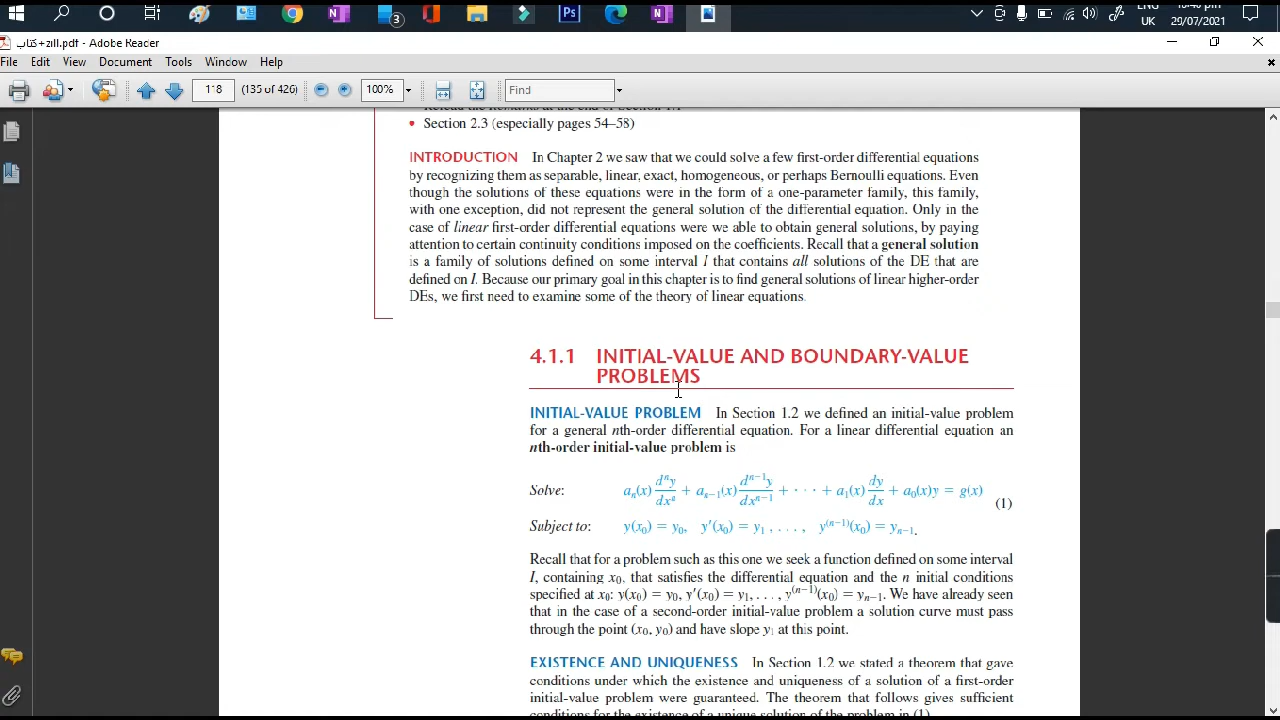 3
ENG
UK
29/07/2021
zill+كتاب.pdf - Adobe Reader
File Edit View Document Tools Window Help
118 (135 of 426) 100% Find
• Section 2.3 (especially pages 54–58)
INTRODUCTION In Chapter 2 we saw that we could solve a few first-order differential equations
by recognizing them as separable, linear, exact, homogeneous, or perhaps Bernoulli equations. Even
though the solutions of these equations were in the form of a one-parameter family, this family,
with one exception, did not represent the general solution of the differential equation. Only in the
case of linear first-order differential equations were we able to obtain general solutions, by paying
attention to certain continuity conditions imposed on the coefficients. Recall that a general solution
is a family of solutions defined on some interval I that contains all solutions of the DE that are
defined on I. Because our primary goal in this chapter is to find general solutions of linear higher-order
DEs, we first need to examine some of the theory of linear equations.
4.1.1 INITIAL-VALUE AND BOUNDARY-VALUE
PROBLEMS
INITIAL-VALUE PROBLEM In Section 1.2 we defined an initial-value problem
for a general nth-order differential equation. For a linear differential equation an
nth-order initial-value problem is
Solve: aₙ(x) dⁿy/dxⁿ + aₙ₋₁(x) dⁿ⁻¹y/dxⁿ⁻¹ + · · · + a₁(x) dy/dx + a₀(x)y = g(x)
(1)
Subject to: y(x₀) = y₀, y′(x₀) = y₁ , . . . , y⁽ⁿ⁻¹⁾(x₀) = yₙ₋₁.
Recall that for a problem such as this one we seek a function defined on some interval
I, containing x₀, that satisfies the differential equation and the n initial conditions
specified at x₀: y(x₀) = y₀, y′(x₀) = y₁, . . . , y⁽ⁿ⁻¹⁾(x₀) = yₙ₋₁. We have already seen
that in the case of a second-order initial-value problem a solution curve must pass
through the point (x₀, y₀) and have slope y₁ at this point.
EXISTENCE AND UNIQUENESS In Section 1.2 we stated a theorem that gave
conditions under which the existence and uniqueness of a solution of a first-order
initial-value problem were guaranteed. The theorem that follows gives sufficient
conditions for the existence of a unique solution of the problem in (1).